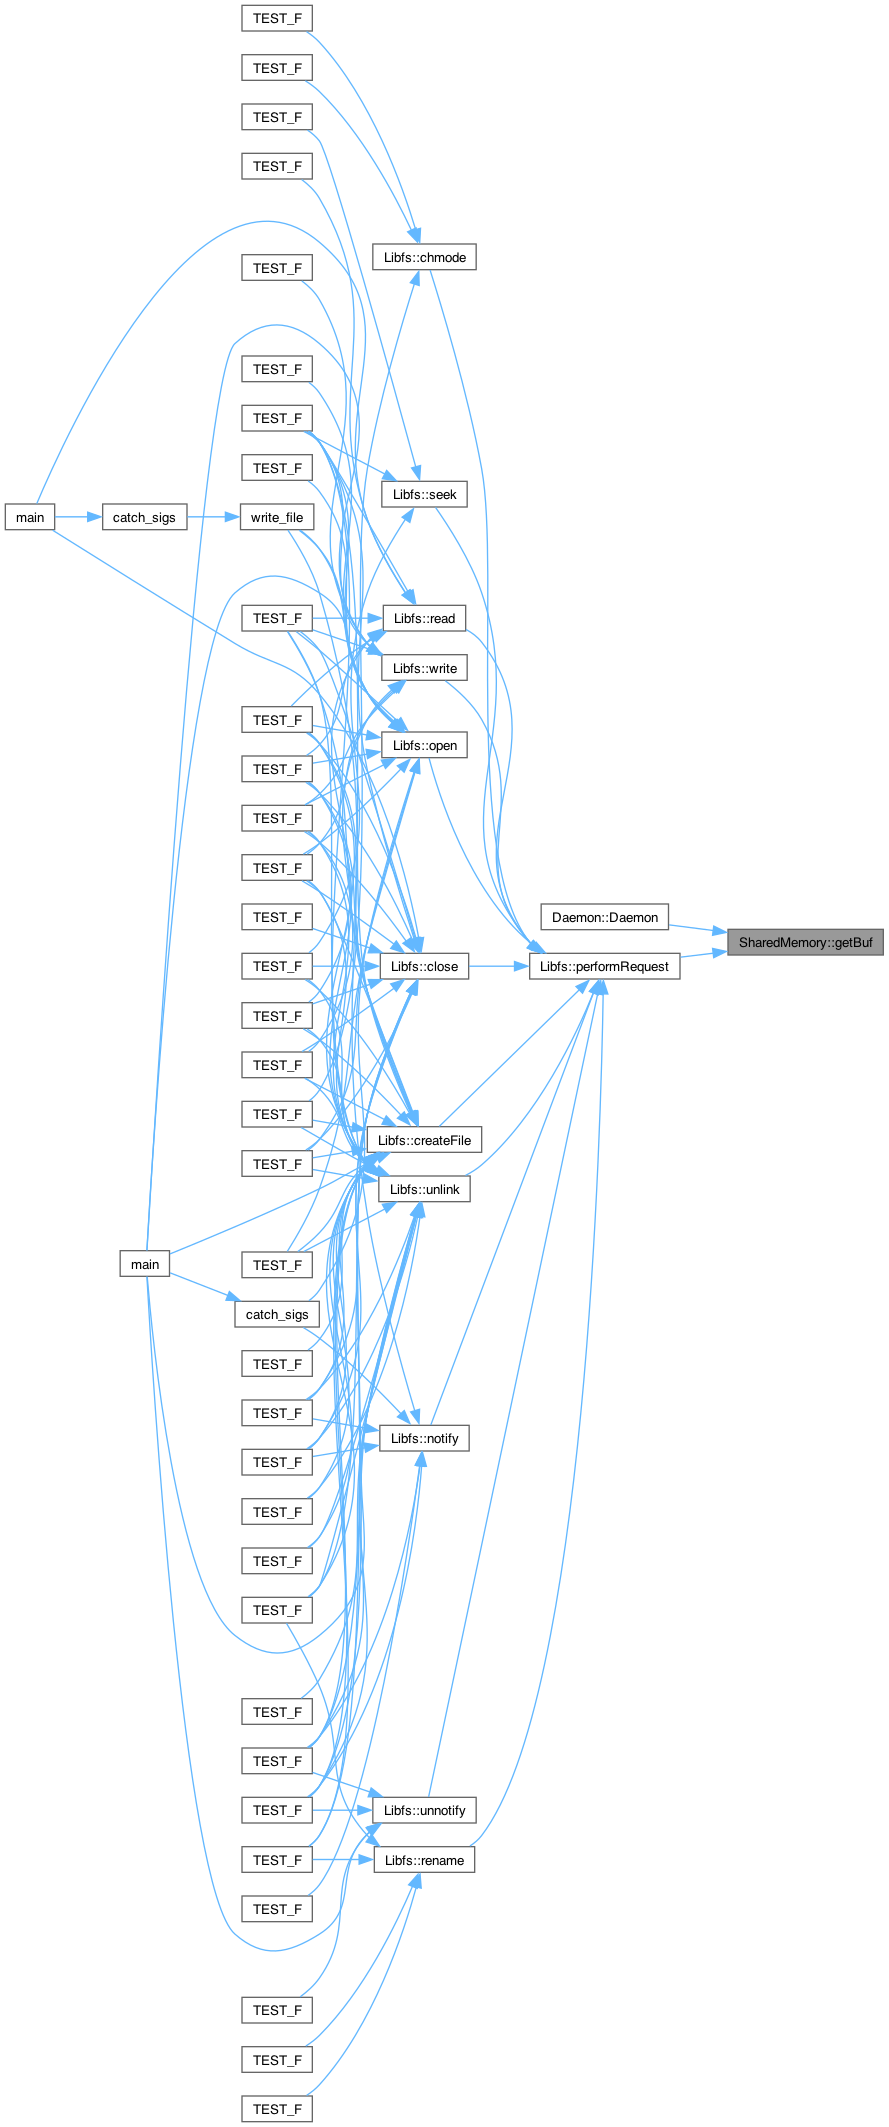 TEST_F
TEST_F
TEST_F
TEST_F
Libfs::chmode
TEST_F
TEST_F
TEST_F
TEST_F
Libfs::seek
main
catch_sigs
write_file
TEST_F
Libfs::read
Libfs::write
TEST_F
Libfs::open
TEST_F
TEST_F
TEST_F
TEST_F
Daemon::Daemon
SharedMemory::getBuf
TEST_F
Libfs::close
Libfs::performRequest
TEST_F
TEST_F
TEST_F
Libfs::createFile
TEST_F
Libfs::unlink
main
TEST_F
catch_sigs
TEST_F
TEST_F
Libfs::notify
TEST_F
TEST_F
TEST_F
TEST_F
TEST_F
TEST_F
TEST_F
Libfs::unnotify
TEST_F
Libfs::rename
TEST_F
TEST_F
TEST_F
TEST_F